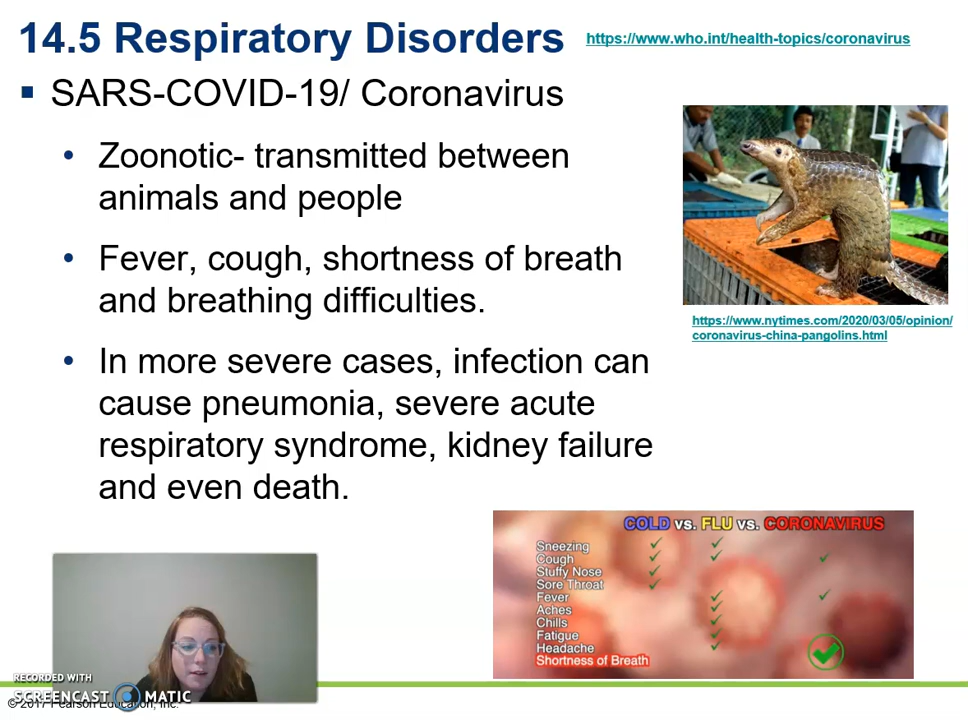 14.5 Respiratory Disorders
https://www.who.int/health-topics/coronavirus
SARS-COVID-19/ Coronavirus
Zoonotic- transmitted between
animals and people
Fever, cough, shortness of breath
and breathing difficulties.
In more severe cases, infection can
cause pneumonia, severe acute
respiratory syndrome, kidney failure
and even death.
https://www.nytimes.com/2020/03/05/opinion/
coronavirus-china-pangolins.html
COLD vs. FLU vs. CORONAVIRUS
Sneezing
Cough
Stuffy Nose
Sore Throat
Fever
Aches
Chills
Fatigue
Headache
Shortness of Breath
RECORDED WITH
SCREENCAST MATIC
© 2017 Pearson Education, Inc.